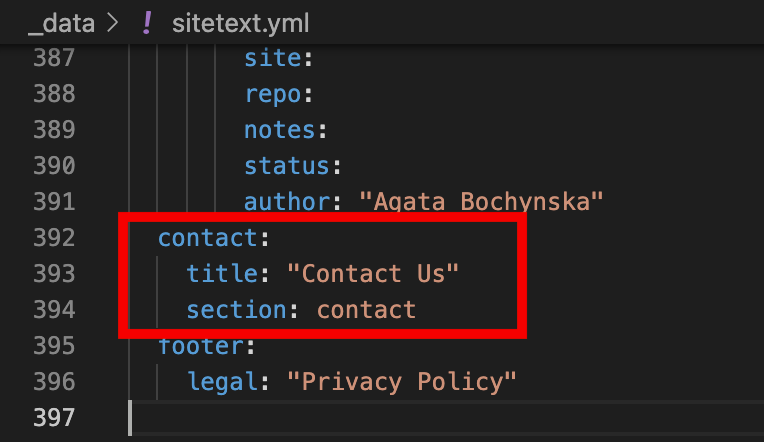 _data > ! sitetext.yml
387 site:
388 repo:
389 notes:
390 status:
391 author: "Agata Bochynska"
392 contact:
393 title: "Contact Us"
394 section: contact
395 footer:
396 legal: "Privacy Policy"
397